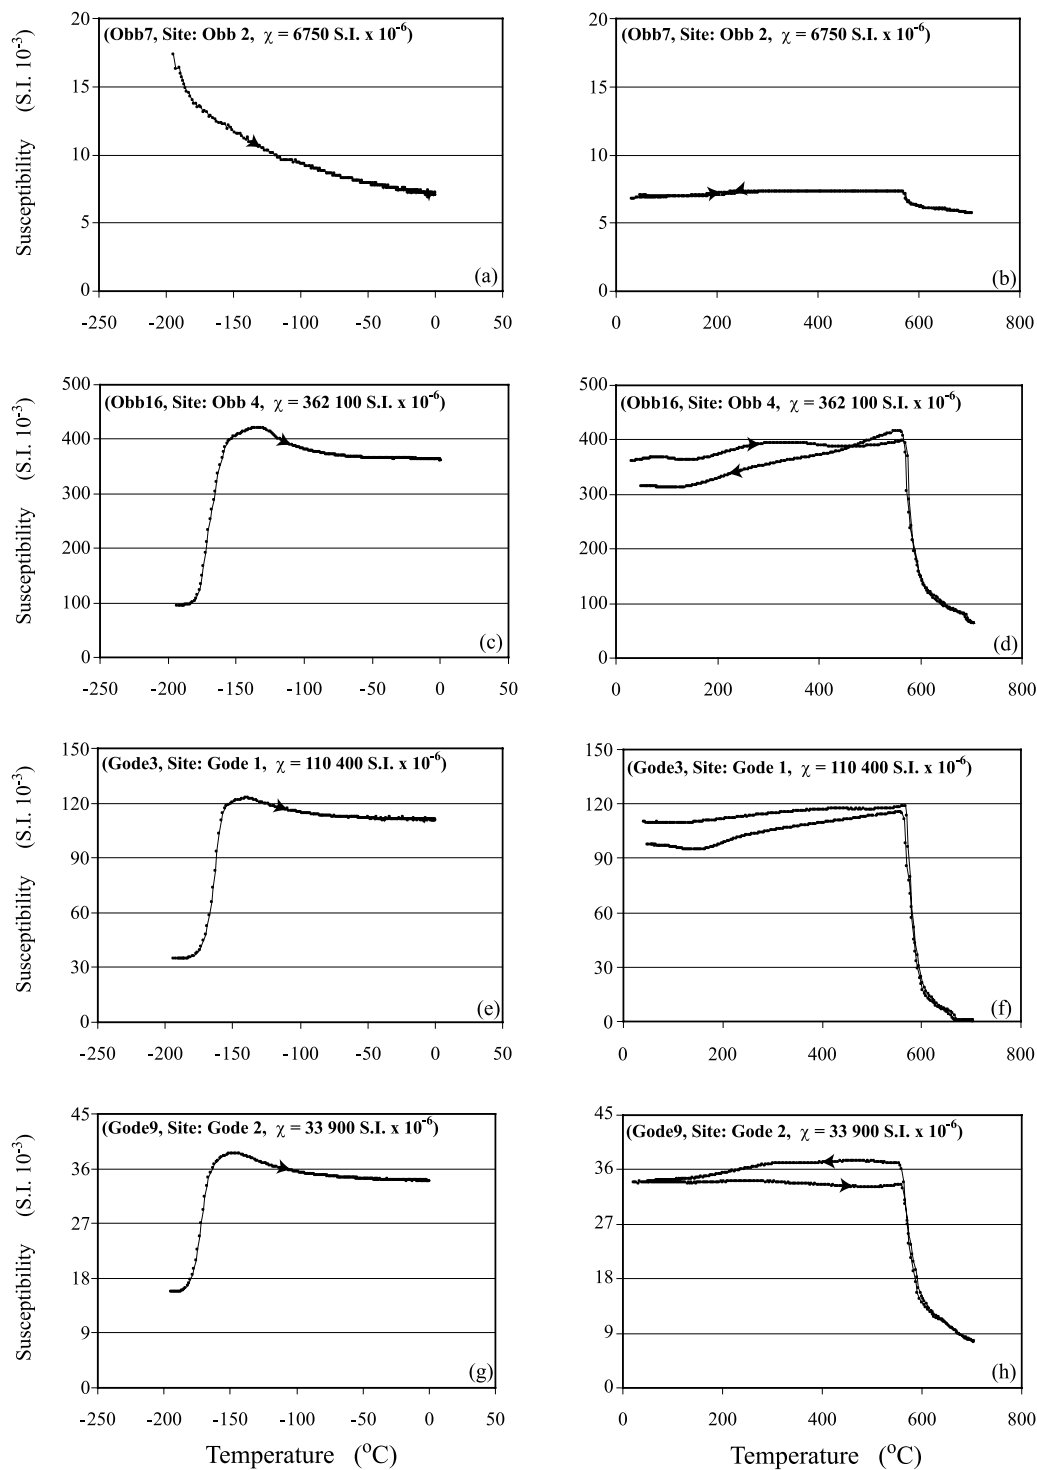 (Obb7, Site: Obb 2, χ = 6750 S.I. x 10⁻⁶)
Susceptibility (S.I. 10⁻³)
20
15
10
5
0
-250 -200 -150 -100 -50 0 50
(a)
(Obb7, Site: Obb 2, χ = 6750 S.I. x 10⁻⁶)
20
15
10
5
0
0 200 400 600 800
(b)
(Obb16, Site: Obb 4, χ = 362 100 S.I. x 10⁻⁶)
Susceptibility (S.I. 10⁻³)
500
400
300
200
100
0
-250 -200 -150 -100 -50 0 50
(c)
(Obb16, Site: Obb 4, χ = 362 100 S.I. x 10⁻⁶)
500
400
300
200
100
0
0 200 400 600 800
(d)
(Gode3, Site: Gode 1, χ = 110 400 S.I. x 10⁻⁶)
Susceptibility (S.I. 10⁻³)
150
120
90
60
30
0
-250 -200 -150 -100 -50 0 50
(e)
(Gode3, Site: Gode 1, χ = 110 400 S.I. x 10⁻⁶)
150
120
90
60
30
0
0 200 400 600 800
(f)
(Gode9, Site: Gode 2, χ = 33 900 S.I. x 10⁻⁶)
Susceptibility (S.I. 10⁻³)
45
36
27
18
9
0
-250 -200 -150 -100 -50 0 50
(g)
Temperature (°C)
(Gode9, Site: Gode 2, χ = 33 900 S.I. x 10⁻⁶)
45
36
27
18
9
0
0 200 400 600 800
(h)
Temperature (°C)